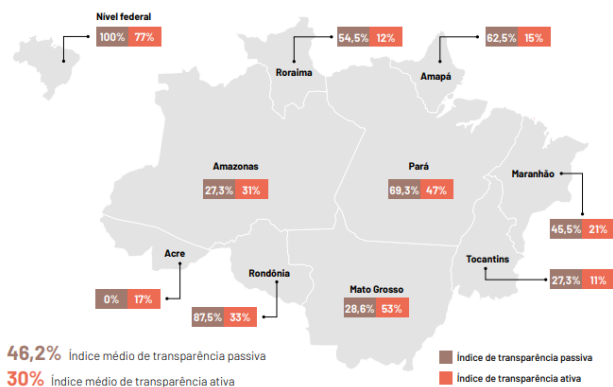 Nível federal
100% 77%
54,5% 12%
62,5% 15%
Roraima
Amapá
Amazonas
27,3% 31%
Pará
69,3% 47%
Maranhão
45,5% 21%
Acre
0% 17%
Rondônia
87,5% 33%
Mato Grosso
28,6% 53%
Tocantins
27,3% 11%
46,2% Índice médio de transparência passiva
30% Índice médio de transparência ativa
Índice de transparência passiva
Índice de transparência ativa